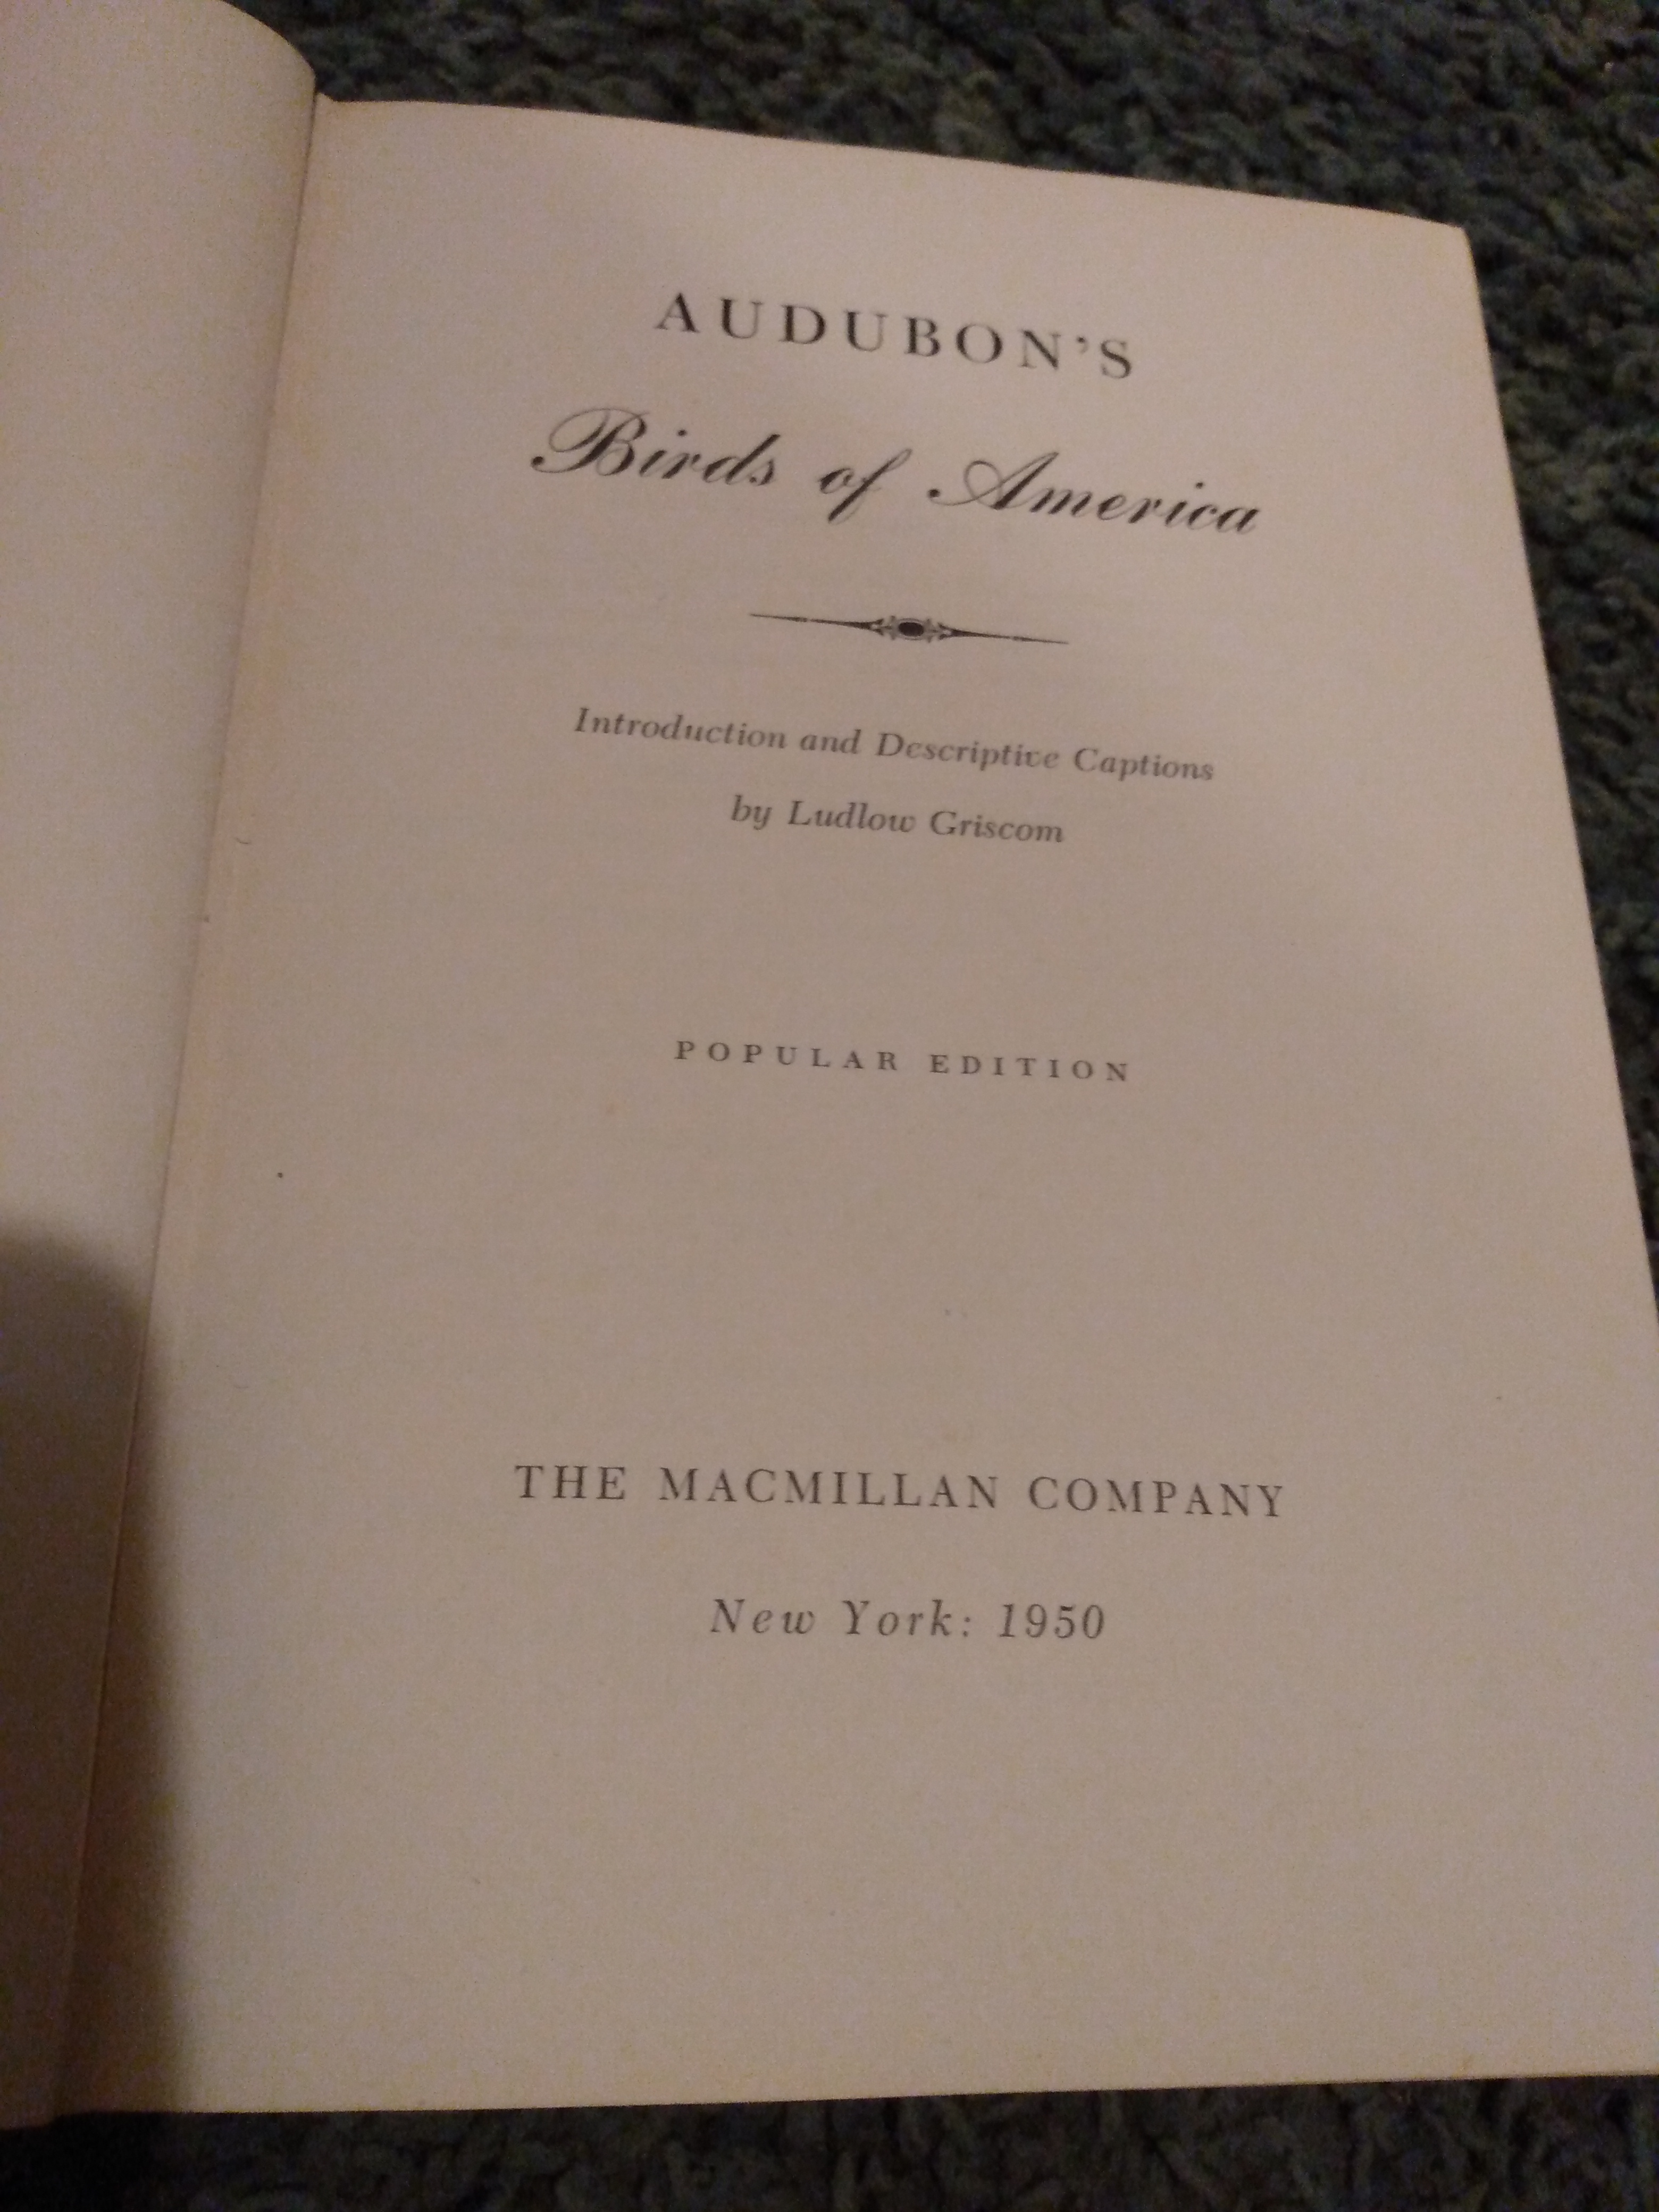 AUDUBON'S
Birds of America
Introduction and Descriptive Captions
by Ludlow Griscom
POPULAR EDITION
THE MACMILLAN COMPANY
New York: 1950